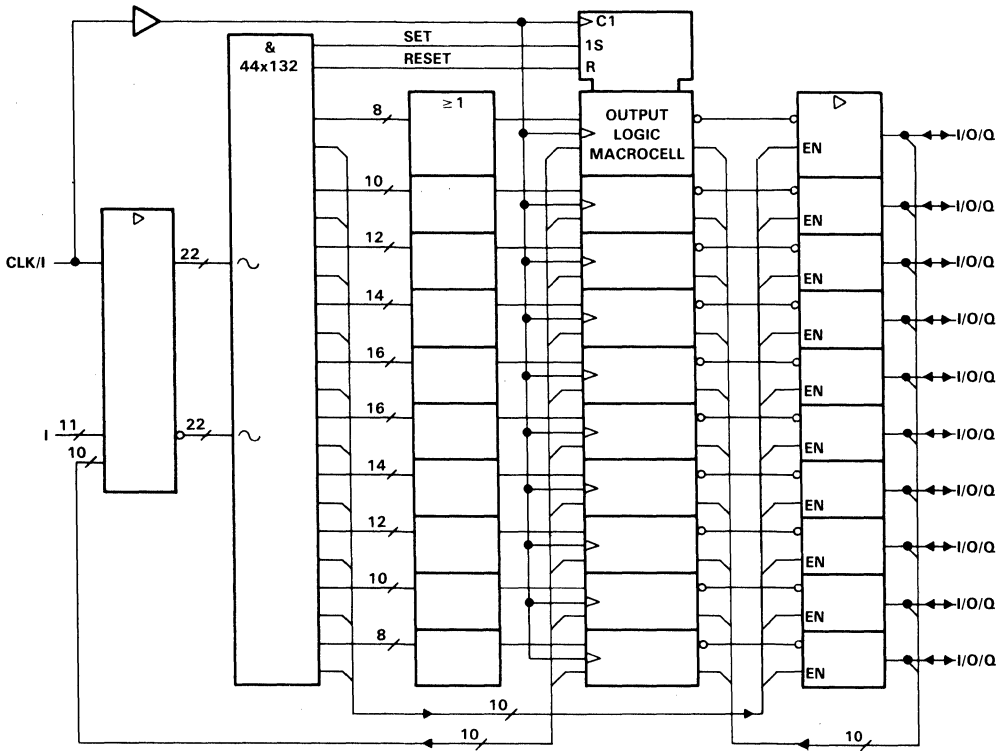 C1
SET
1S
&
44x132
RESET
R
8
≥ 1
OUTPUT
LOGIC
MACROCELL
EN
I/O/Q
10
EN
I/O/Q
12
CLK/I
22
EN
I/O/Q
14
EN
I/O/Q
16
EN
I/O/Q
16
I
11
22
10
EN
I/O/Q
14
EN
I/O/Q
12
EN
I/O/Q
10
EN
I/O/Q
8
EN
I/O/Q
10
10
10